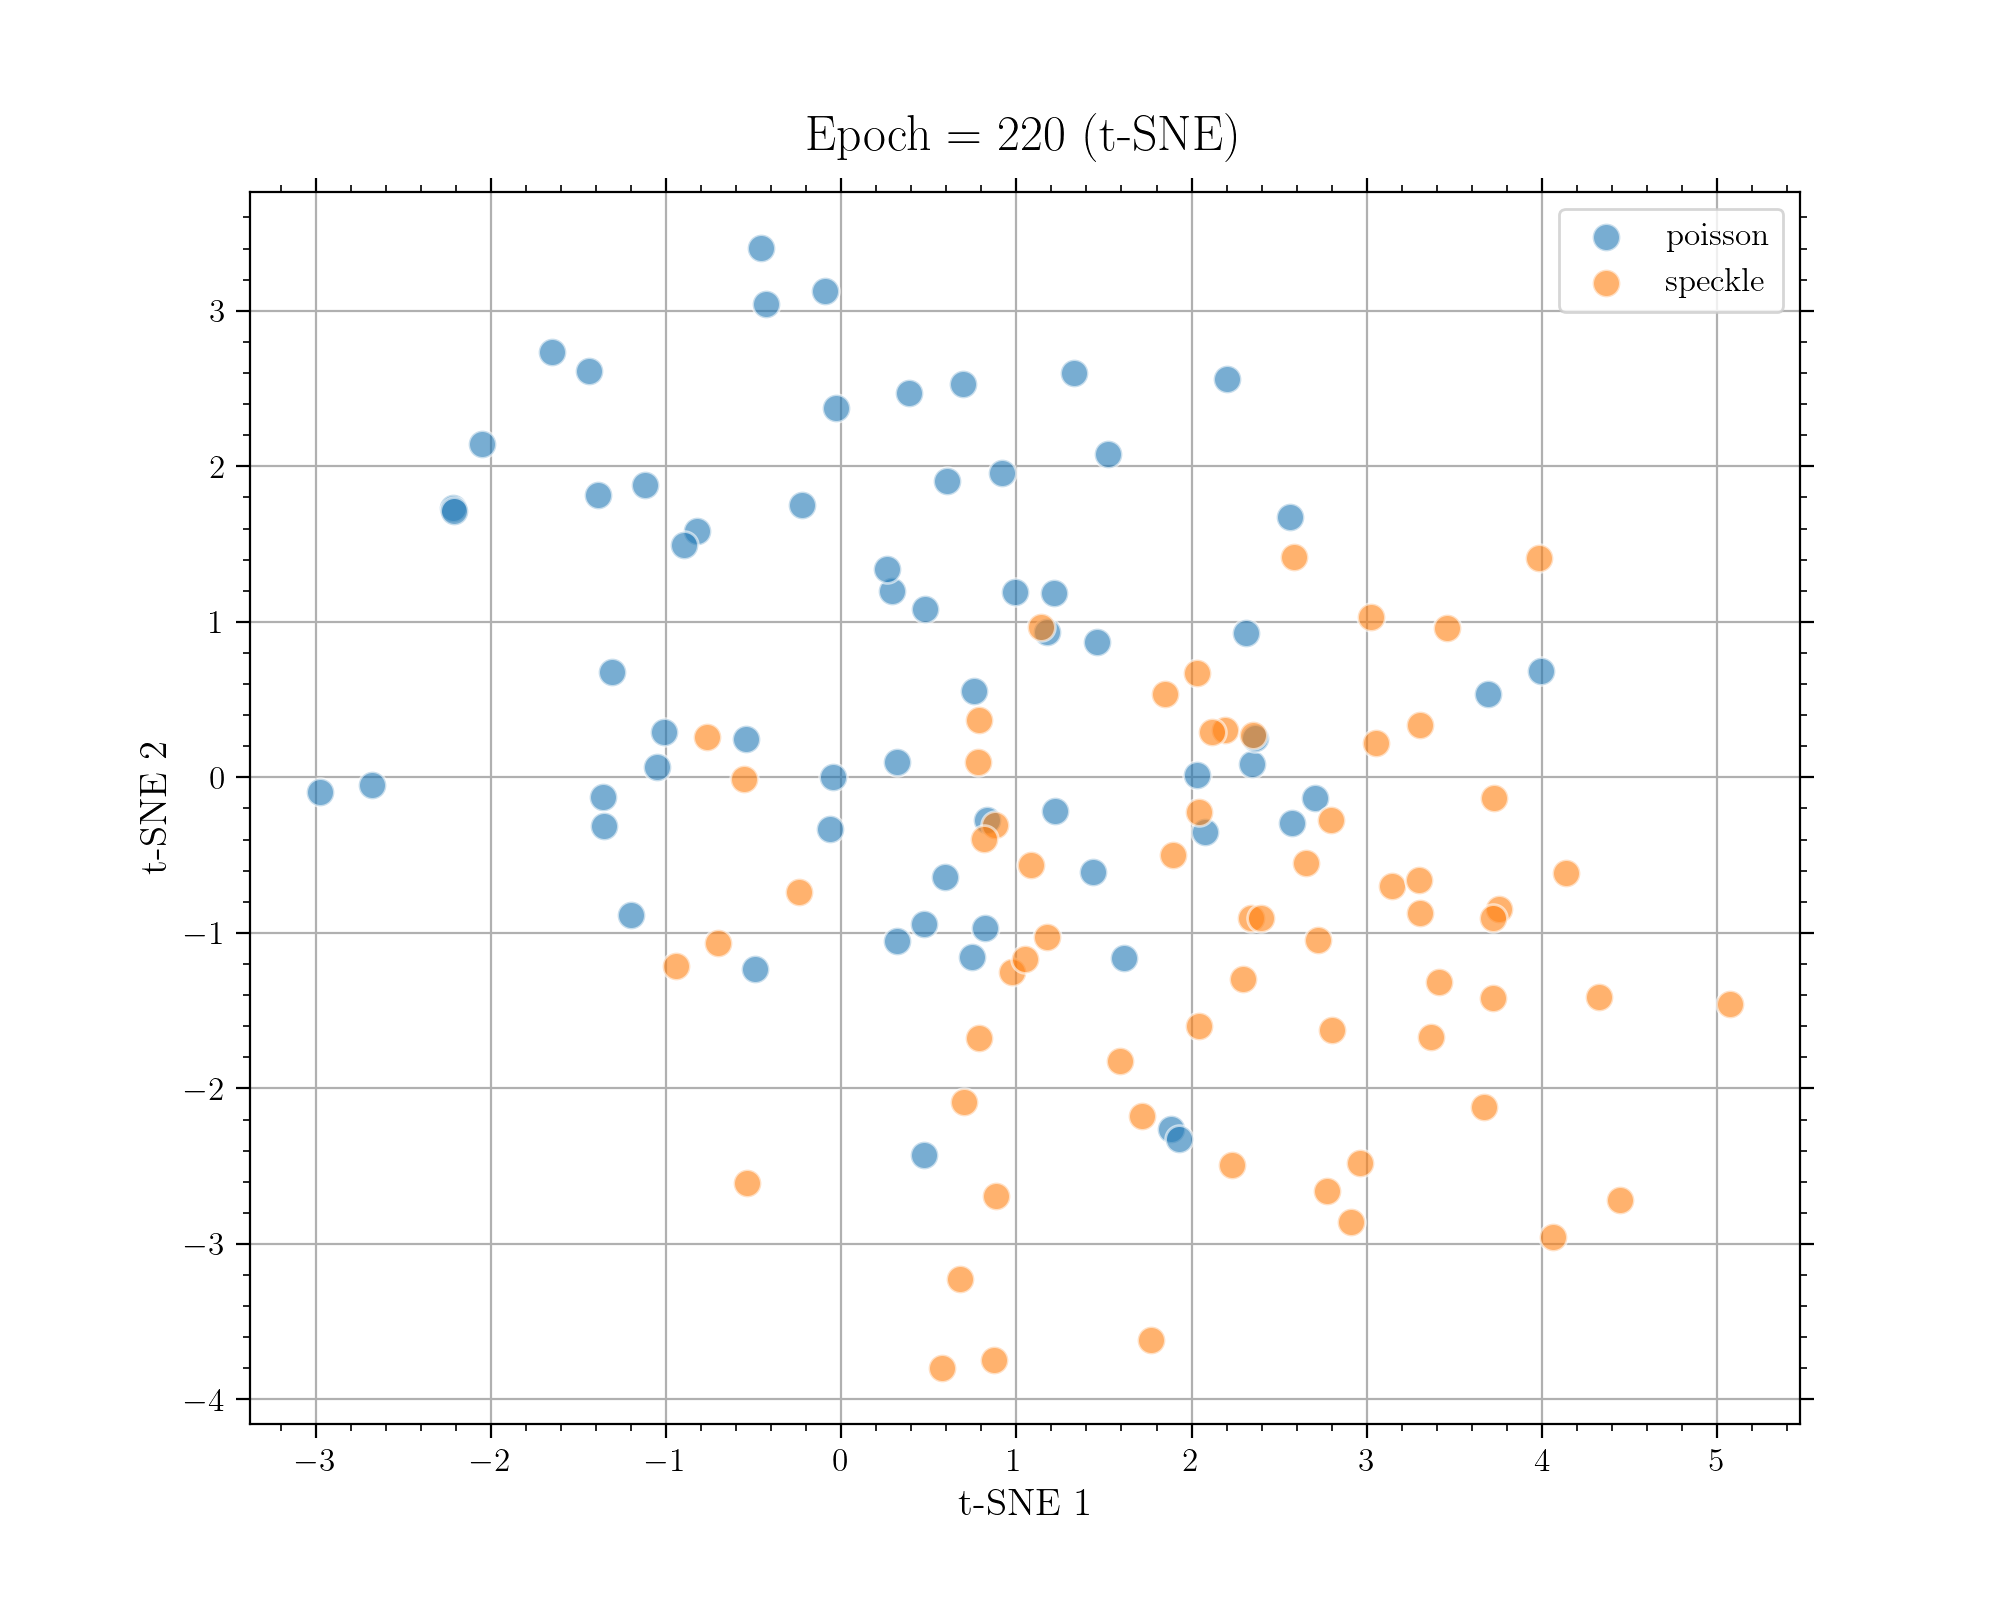 Epoch = 220 (t-SNE)
poisson
speckle
t-SNE 2
3
2
1
0
−1
−2
−3
−4
−3 −2 −1 0 1 2 3 4 5
t-SNE 1